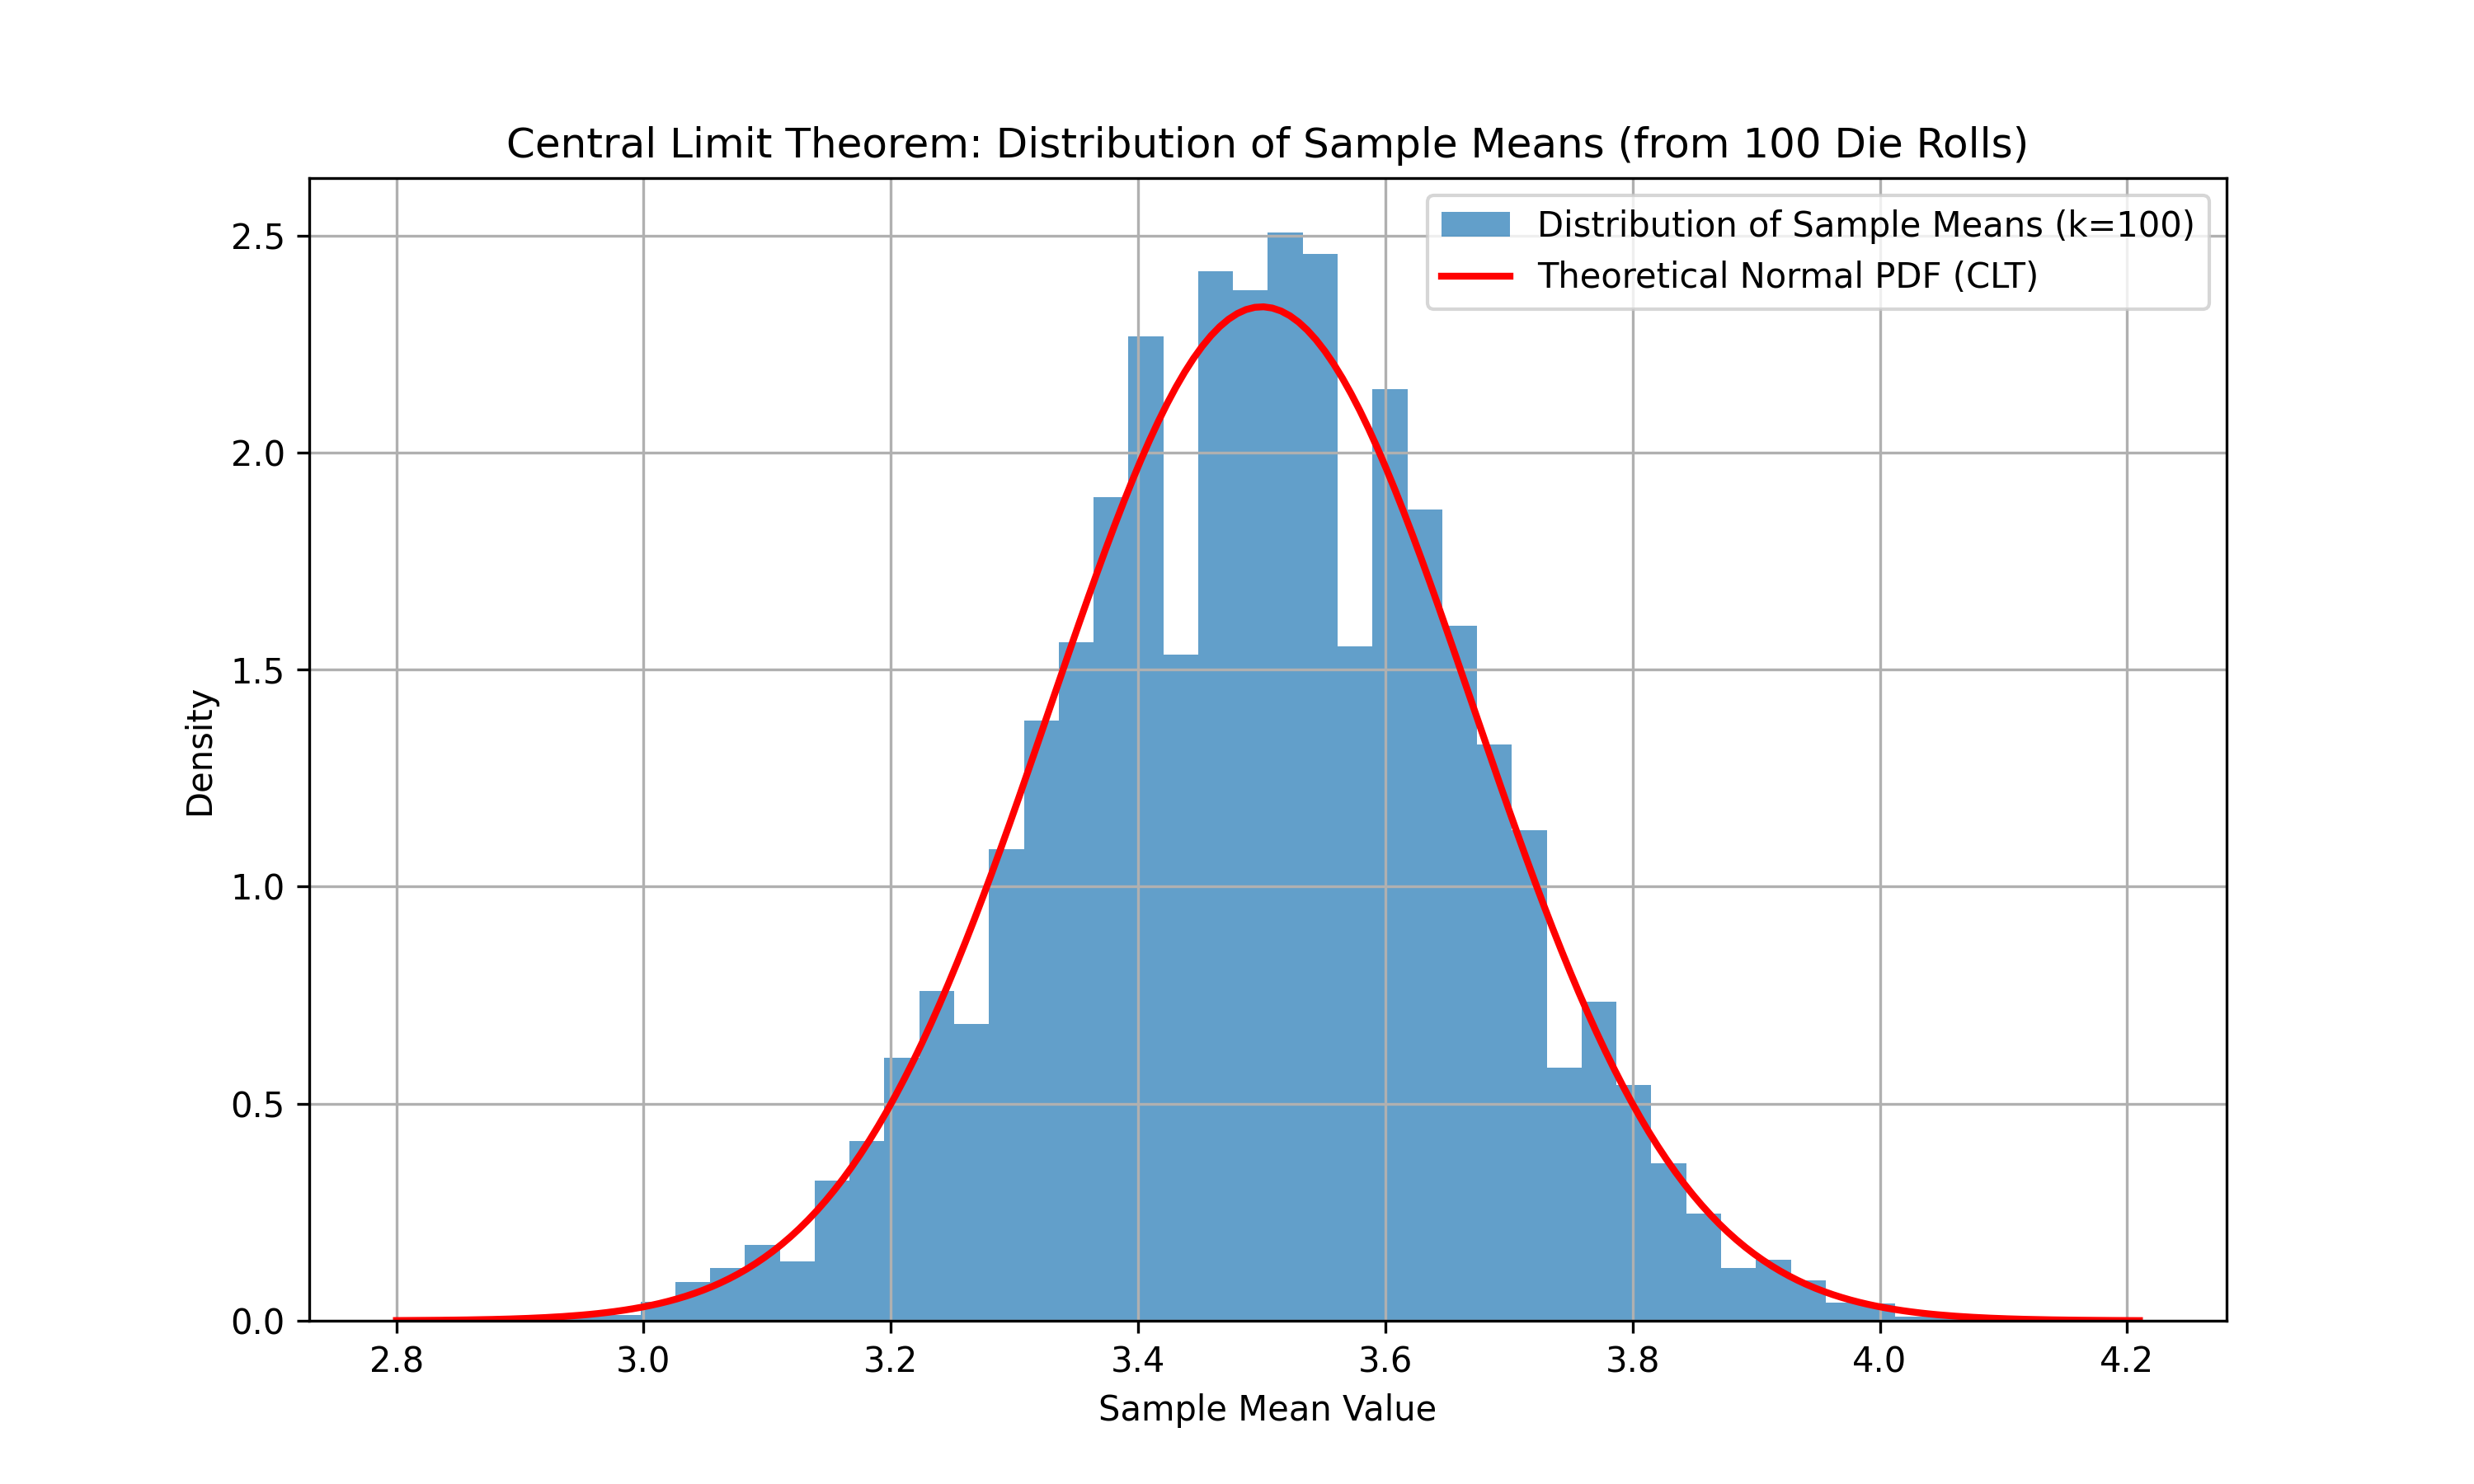 Central Limit Theorem: Distribution of Sample Means (from 100 Die Rolls)
Distribution of Sample Means (k=100)
Theoretical Normal PDF (CLT)
2.5
2.0
1.5
1.0
0.5
0.0
Density
2.8 3.0 3.2 3.4 3.6 3.8 4.0 4.2
Sample Mean Value